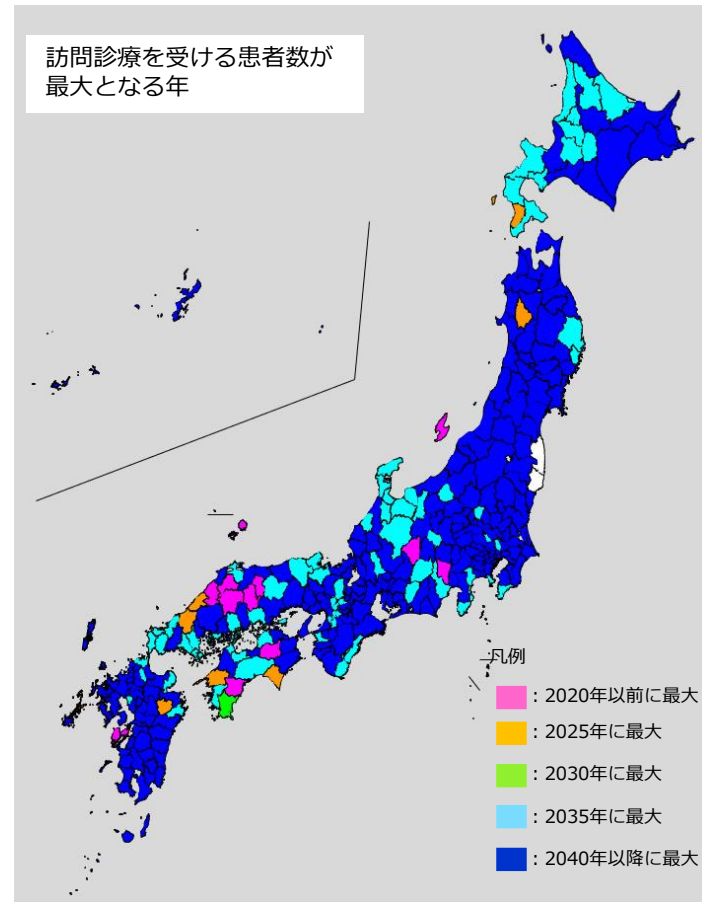 訪問診療を受ける患者数が
最大となる年
凡例
：2020年以前に最大
：2025年に最大
：2030年に最大
：2035年に最大
：2040年以降に最大